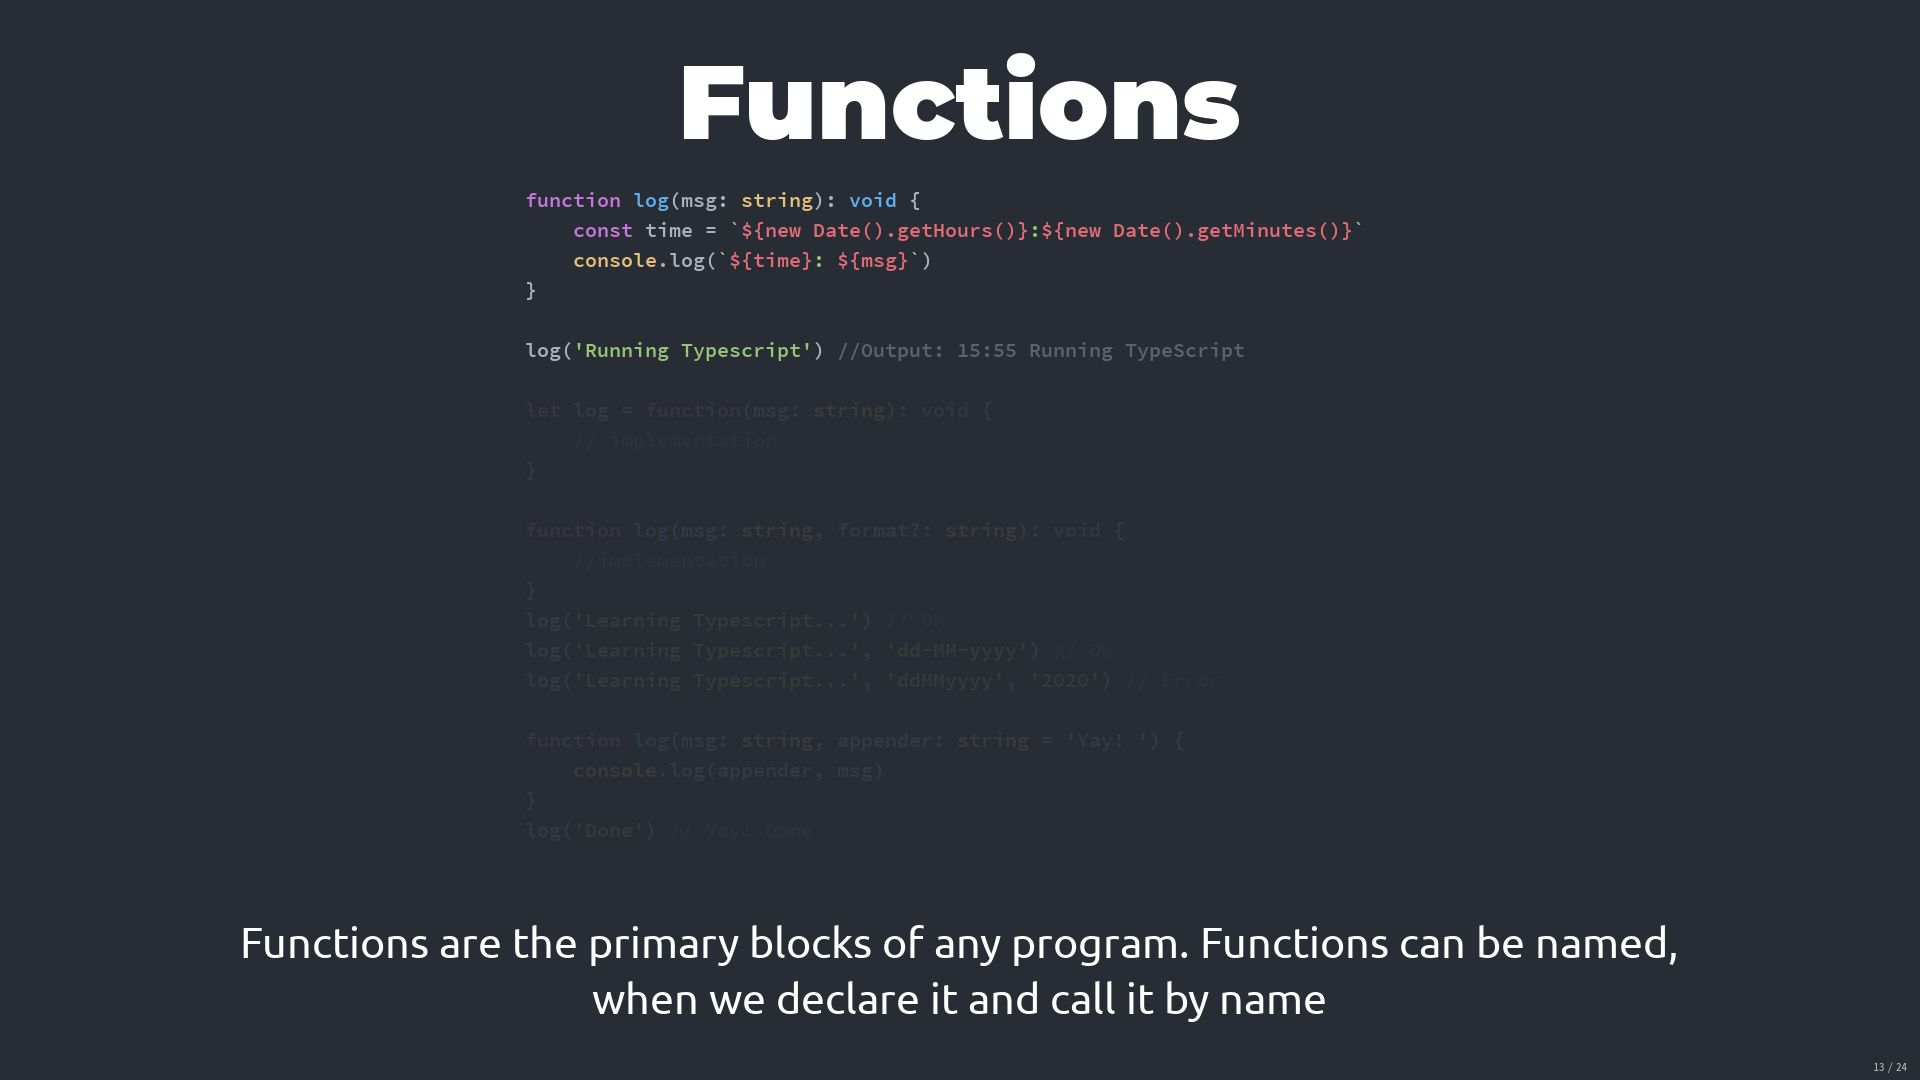 Functions
function log(msg: string): void {
    const time = `${new Date().getHours()}:${new Date().getMinutes()}`
    console.log(`${time}: ${msg}`)
}
log('Running Typescript') //Output: 15:55 Running TypeScript
let log = function(msg: string): void {
    // implementation
}
function log(msg: string, format?: string): void {
    //implementation
}
log('Learning Typescript...') // Ok
log('Learning Typescript...', 'dd-MM-yyyy') // Ok
log('Learning Typescript...', 'ddMMyyyy', '2020') // Error
function log(msg: string, appender: string = 'Yay! ') {
    console.log(appender, msg)
}
log('Done') // Yay! Done
Functions are the primary blocks of any program. Functions can be named,
when we declare it and call it by name
13 / 24